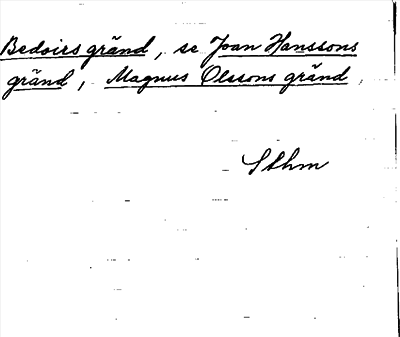 Bedoirs gränd, se Joan Hanssons
gränd, Magnus Olssons gränd,
Sthm